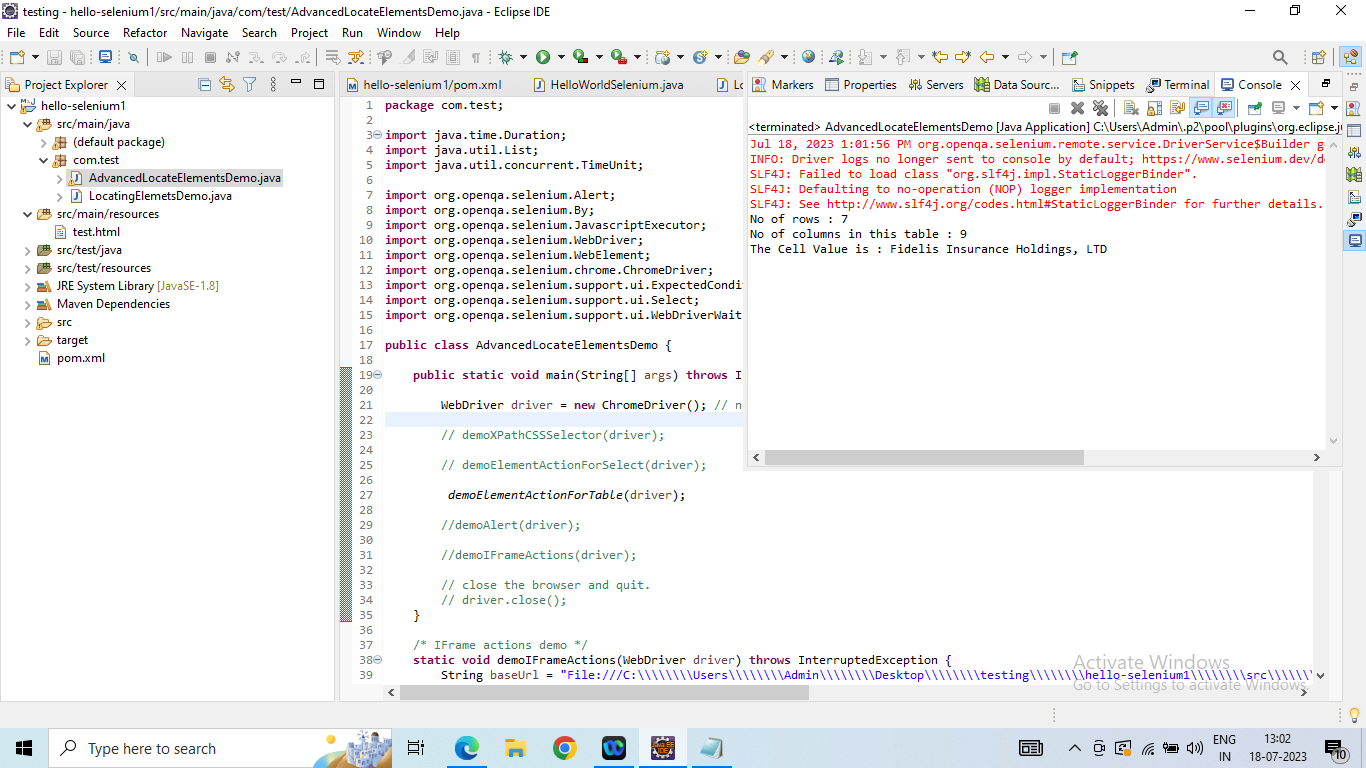 testing - hello-selenium1/src/main/java/com/test/AdvancedLocateElementsDemo.java - Eclipse IDE
File Edit Source Refactor Navigate Search Project Run Window Help
Project Explorer
hello-selenium1
src/main/java
(default package)
com.test
AdvancedLocateElementsDemo.java
LocatingElemetsDemo.java
src/main/resources
test.html
src/test/java
src/test/resources
JRE System Library [JavaSE-1.8]
Maven Dependencies
src
target
pom.xml
hello-selenium1/pom.xml HelloWorldSelenium.java
1 package com.test;
2
3 import java.time.Duration;
4 import java.util.List;
5 import java.util.concurrent.TimeUnit;
6
7 import org.openqa.selenium.Alert;
8 import org.openqa.selenium.By;
9 import org.openqa.selenium.JavascriptExecutor;
10 import org.openqa.selenium.WebDriver;
11 import org.openqa.selenium.WebElement;
12 import org.openqa.selenium.chrome.ChromeDriver;
13 import org.openqa.selenium.support.ui.ExpectedCondi
14 import org.openqa.selenium.support.ui.Select;
15 import org.openqa.selenium.support.ui.WebDriverWait
16
17 public class AdvancedLocateElementsDemo {
18
19 public static void main(String[] args) throws I
20
21 WebDriver driver = new ChromeDriver(); // n
22
23 // demoXPathCSSSelector(driver);
24
25 // demoElementActionForSelect(driver);
26
27 demoElementActionForTable(driver);
28
29 //demoAlert(driver);
30
31 //demoIFrameActions(driver);
32
33 // close the browser and quit.
34 // driver.close();
35 }
36
37 /* IFrame actions demo */
38 static void demoIFrameActions(WebDriver driver) throws InterruptedException {
39 String baseUrl = "File:///C:\\\\\\\\Users\\\\\\\\Admin\\\\\\\\Desktop\\\\\\\\testing\\\\\\\\hello-selenium1\\\\\\\\src\\\\\\\
Markers Properties Servers Data Sourc... Snippets Terminal Console
<terminated> AdvancedLocateElementsDemo [Java Application] C:\Users\Admin\.p2\pool\plugins\org.eclipse.j
Jul 18, 2023 1:01:56 PM org.openqa.selenium.remote.service.DriverService$Builder g
INFO: Driver logs no longer sent to console by default; https://www.selenium.dev/d
SLF4J: Failed to load class "org.slf4j.impl.StaticLoggerBinder".
SLF4J: Defaulting to no-operation (NOP) logger implementation
SLF4J: See http://www.slf4j.org/codes.html#StaticLoggerBinder for further details.
No of rows : 7
No of columns in this table : 9
The Cell Value is : Fidelis Insurance Holdings, LTD
Activate Windows
Go to Settings to activate Windows.
Type here to search
ENG
IN
13:02
18-07-2023
10